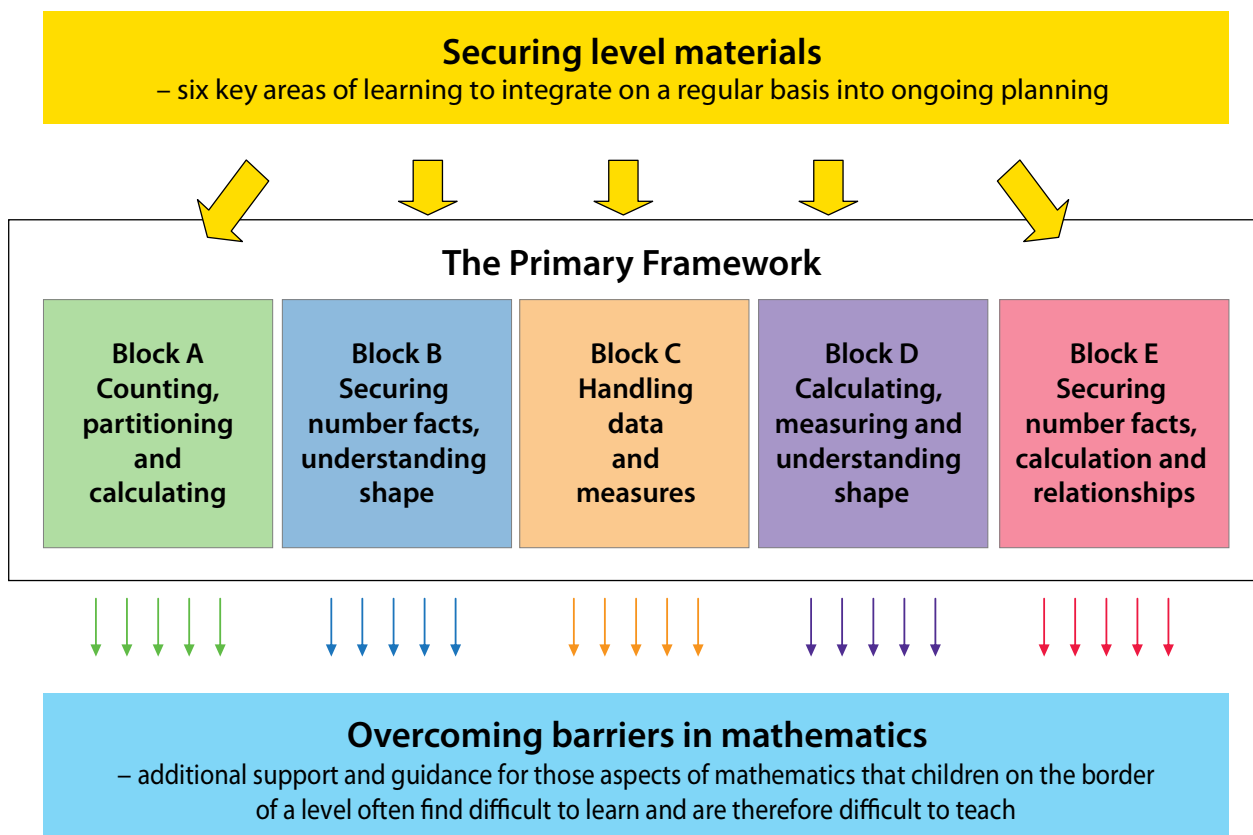 Securing level materials
– six key areas of learning to integrate on a regular basis into ongoing planning
The Primary Framework
Block A
Counting,
partitioning
and
calculating
Block B
Securing
number facts,
understanding
shape
Block C
Handling
data
and
measures
Block D
Calculating,
measuring and
understanding
shape
Block E
Securing
number facts,
calculation and
relationships
Overcoming barriers in mathematics
– additional support and guidance for those aspects of mathematics that children on the border
of a level often find difficult to learn and are therefore difficult to teach